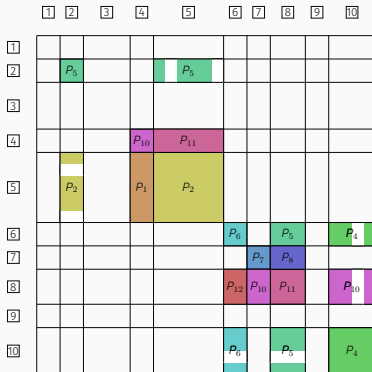 1 2 3 4 5 6 7 8 9 10
1
2 P₅ P₅
3
4 P₁₀ P₁₁
5 P₂ P₁ P₂
6 P₆ P₅ P₄
7 P₇ P₈
8 P₁₂ P₁₀ P₁₁ P₁₀
9
10 P₆ P₅ P₄